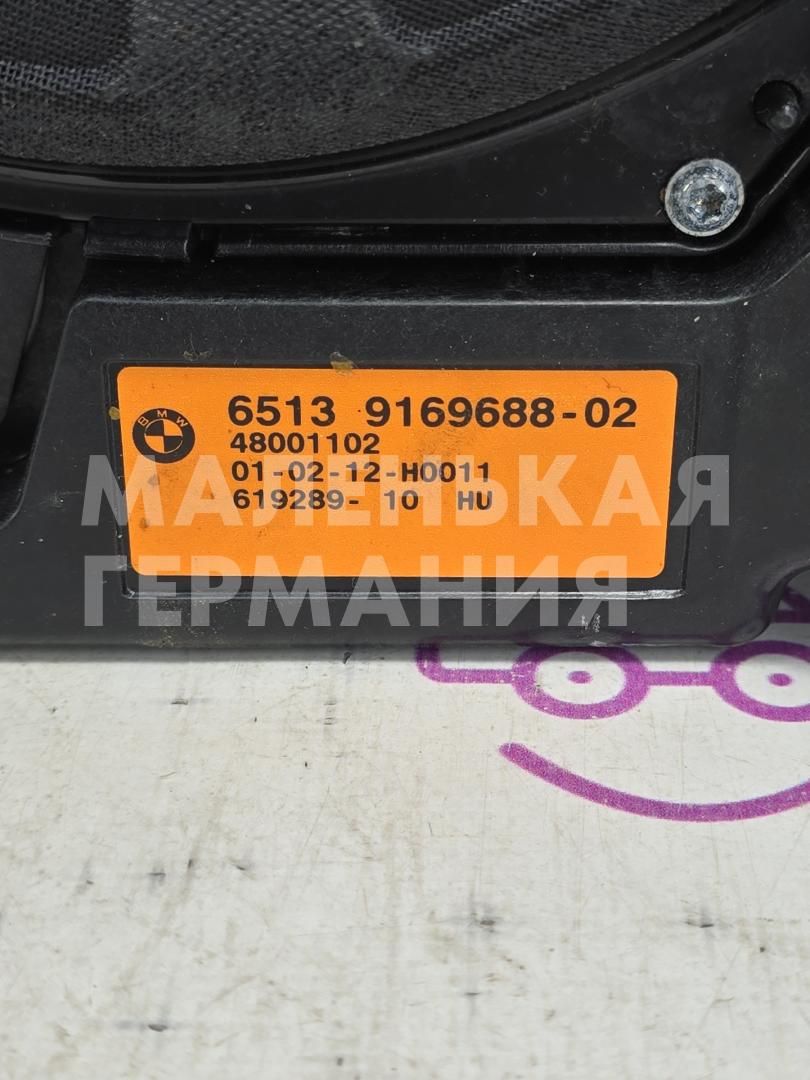 BMW
6513 9169688-02
48001102
01-02-12-H0011
619289- 10 HU
МАЛЕНЬКАЯ
ГЕРМАНИЯ